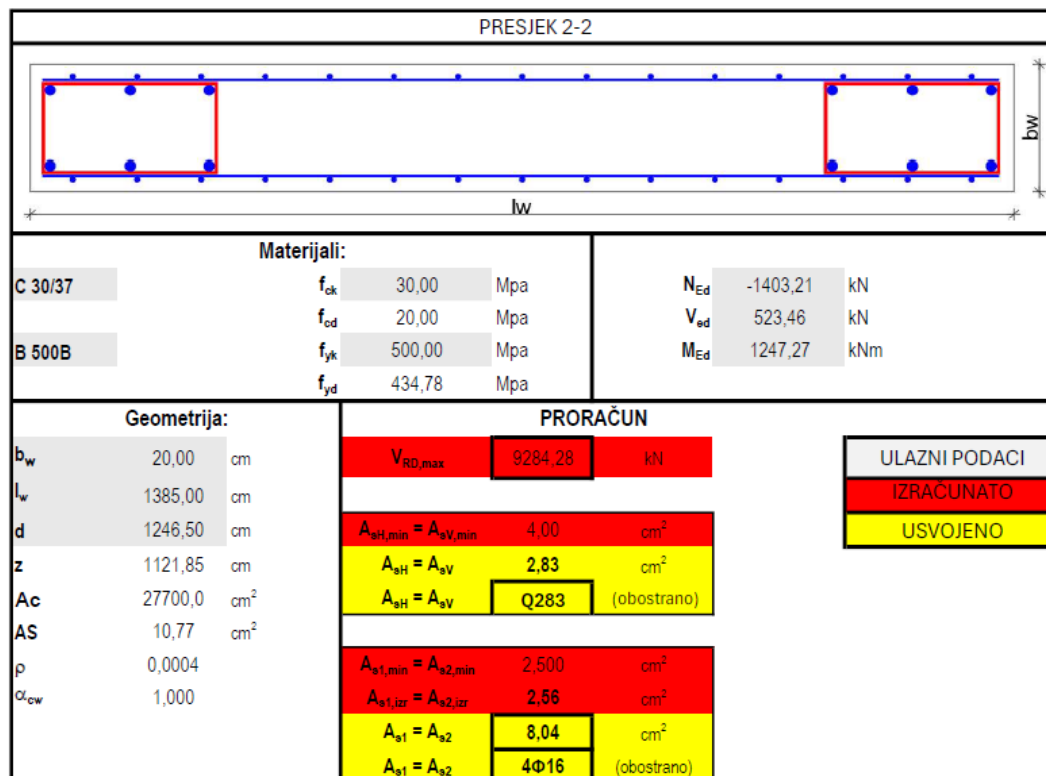 PRESJEK 2-2
bw
lw
Materijali:
C 30/37 fck 30,00 Mpa NEd -1403,21 kN
fcd 20,00 Mpa Ved 523,46 kN
B 500B fyk 500,00 Mpa MEd 1247,27 kNm
fyd 434,78 Mpa
Geometrija: PRORAČUN
bw 20,00 cm VRD,max 9284,28 kN ULAZNI PODACI
lw 1385,00 cm IZRAČUNATO
d 1246,50 cm AsH,min = AsV,min 4,00 cm² USVOJENO
z 1121,85 cm AsH = AsV 2,83 cm²
Ac 27700,0 cm² AsH = AsV Q283 (obostrano)
AS 10,77 cm²
ρ 0,0004 As1,min = As2,min 2,500 cm²
αcw 1,000 As1,izr = As2,izr 2,56 cm²
As1 = As2 8,04 cm²
As1 = As2 4Φ16 (obostrano)